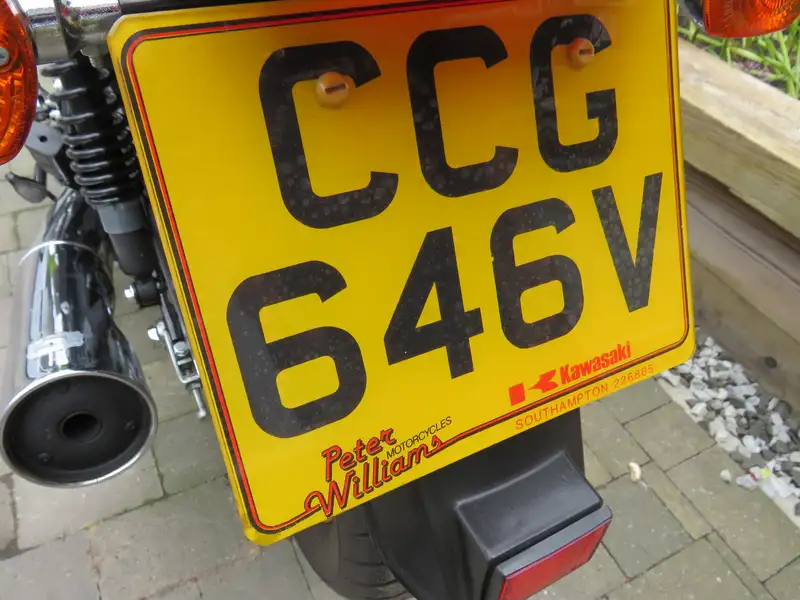 CCG
646V
Kawasaki
SOUTHAMPTON 226865
Peter
MOTORCYCLES
Williams